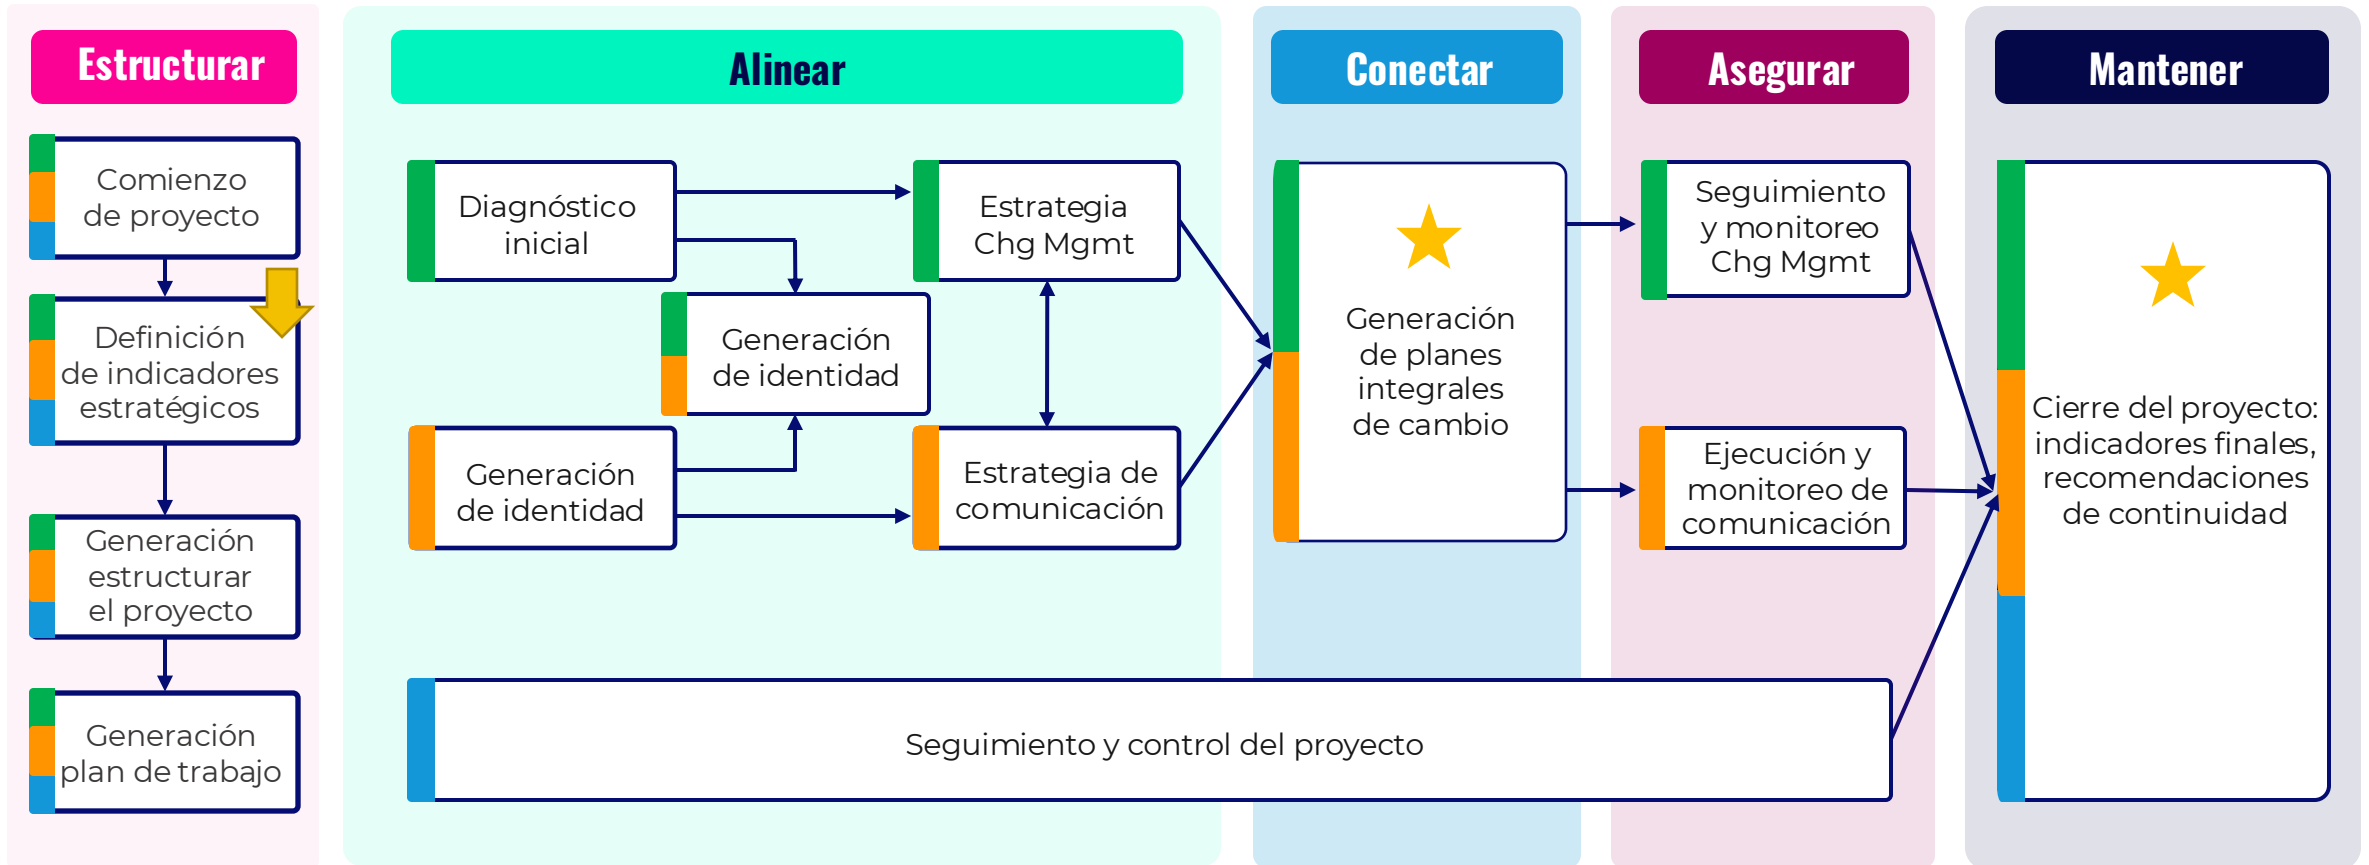 Estructurar
Alinear
Conectar
Asegurar
Mantener
Comienzo
de proyecto
Definición
de indicadores
estratégicos
Generación
estructurar
el proyecto
Generación
plan de trabajo
Diagnóstico
inicial
Estrategia
Chg Mgmt
Generación
de identidad
Generación
de identidad
Estrategia de
comunicación
Generación
de planes
integrales
de cambio
Seguimiento
y monitoreo
Chg Mgmt
Ejecución y
monitoreo de
comunicación
Cierre del proyecto:
indicadores finales,
recomendaciones
de continuidad
Seguimiento y control del proyecto